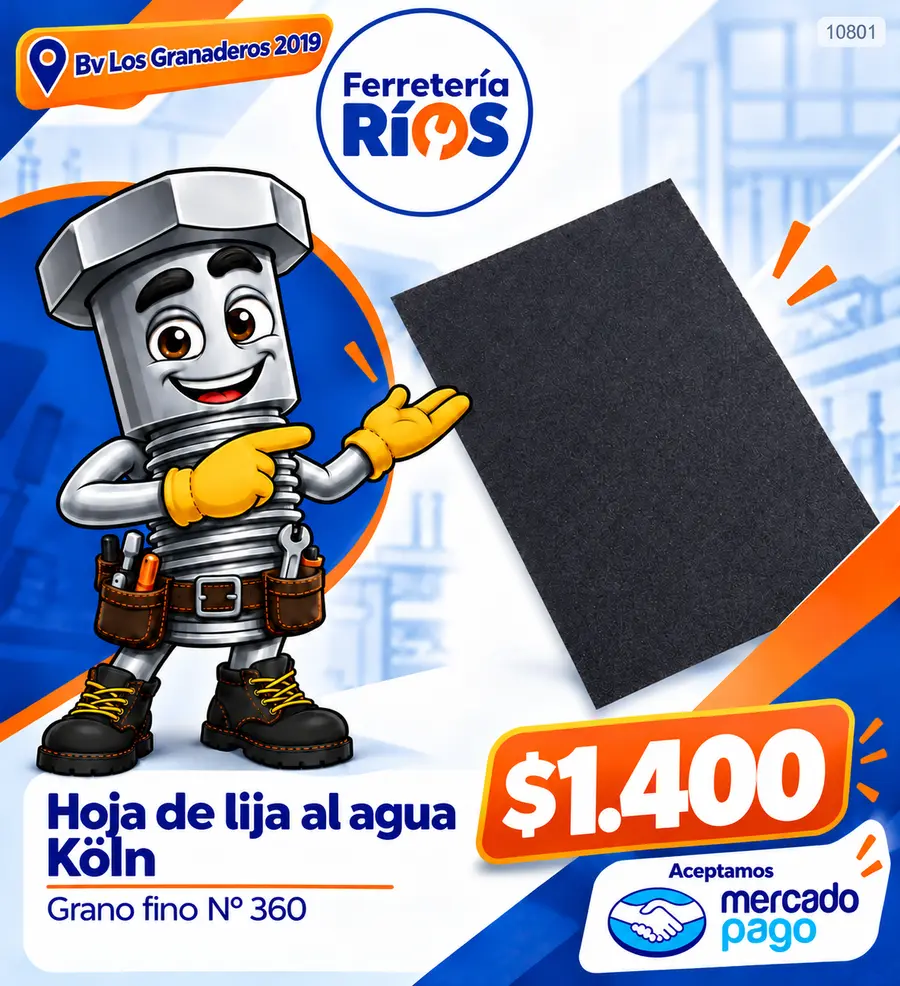 Bv Los Granaderos 2019
Ferretería
RÍOS
10801
$1.400
Hoja de lija al agua
Köln
Grano fino Nº 360
Aceptamos
mercado
pago